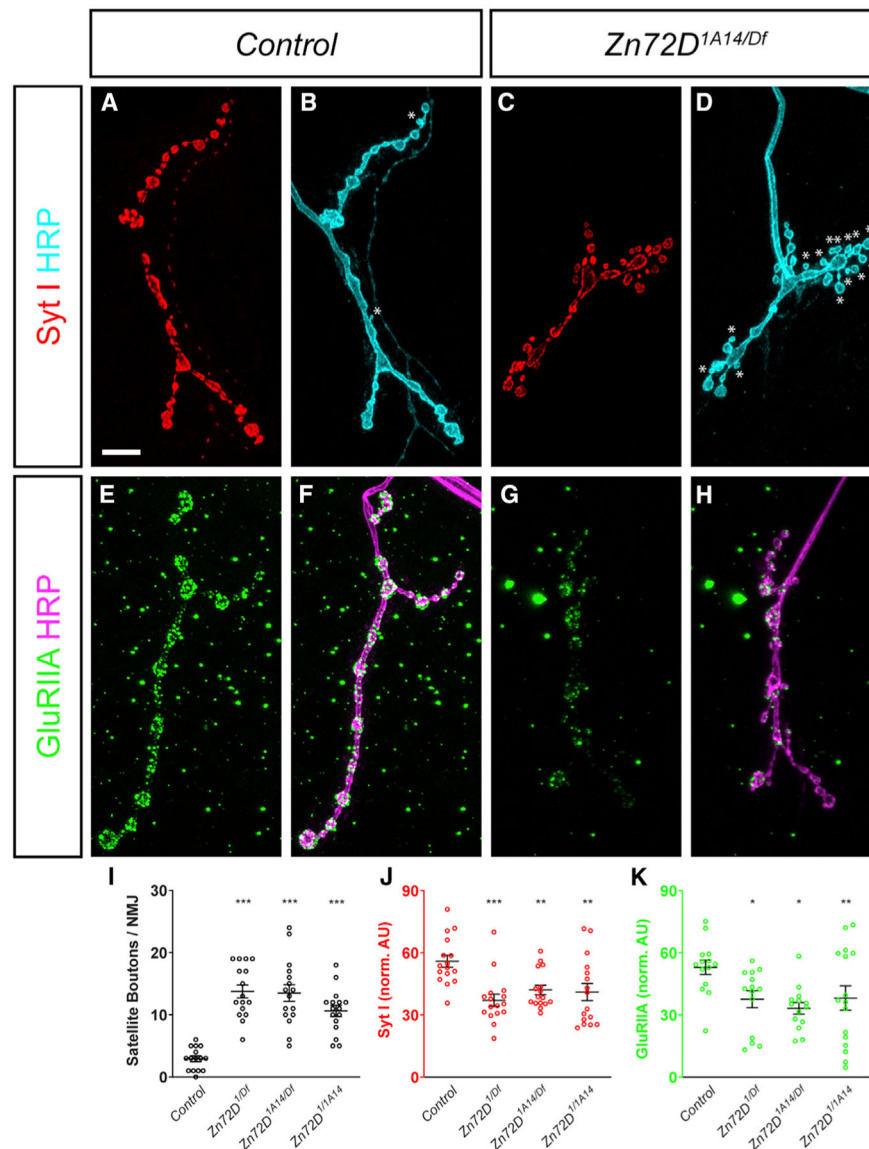 Control
Zn72D1A14/Df
Syt I HRP
A
B
C
D
*
*
*
*
**
**
*
*
*
*
*
*
*
GluRIIA HRP
E
F
G
H
I
J
K
Satellite Boutons / NMJ
30
20
10
0
***
***
***
Control
Zn72D1/Df
Zn72D1A14/Df
Zn72D1/1A14
Syt I (norm. AU)
90
60
30
0
***
**
**
Control
Zn72D1/Df
Zn72D1A14/Df
Zn72D1/1A14
GluRIIA (norm. AU)
90
60
30
0
*
*
**
Control
Zn72D1/Df
Zn72D1A14/Df
Zn72D1/1A14